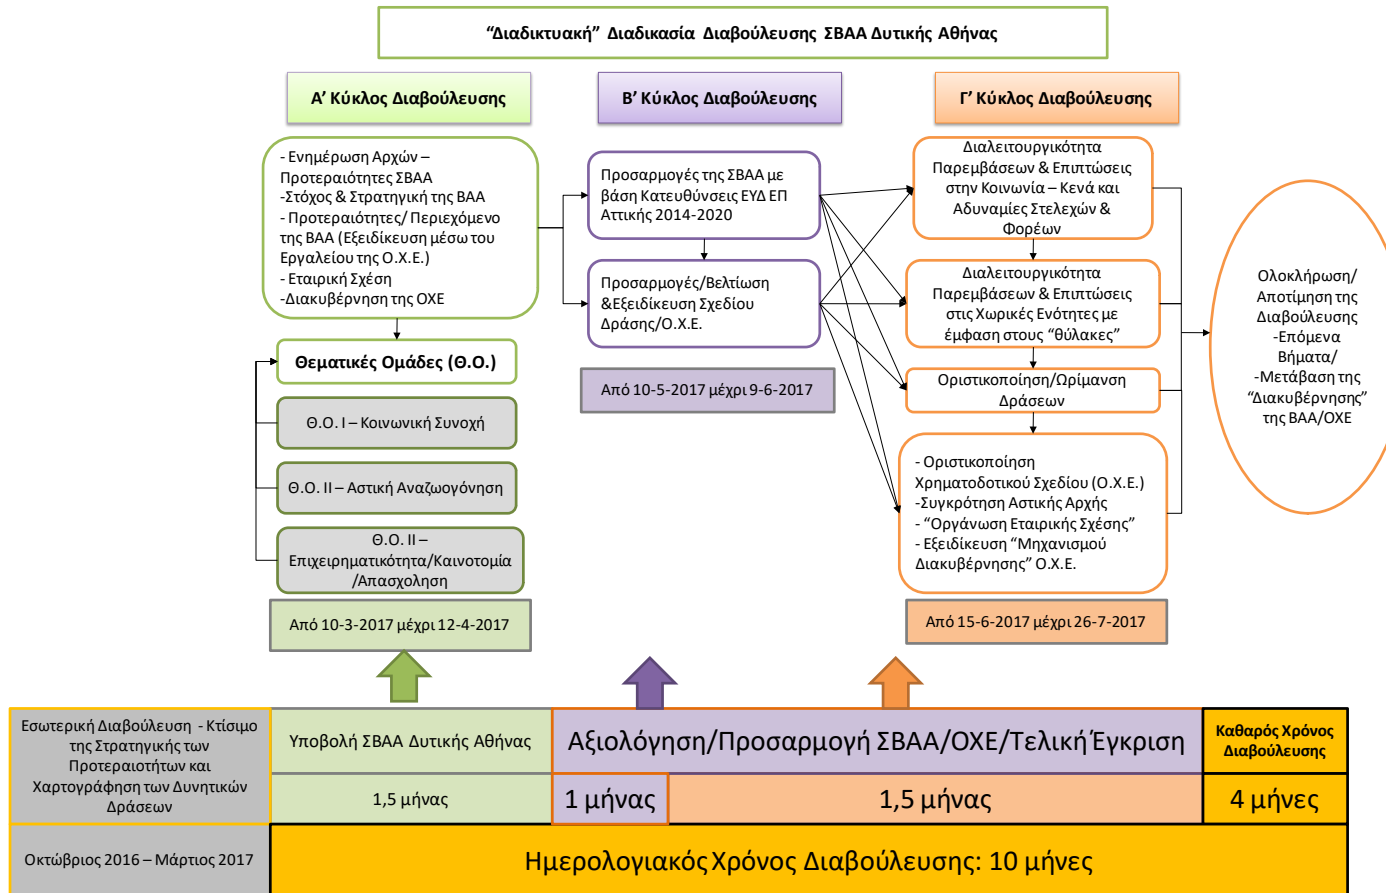 “Διαδικτυακή” Διαδικασία Διαβούλευσης ΣΒΑΑ Δυτικής Αθήνας
Α’ Κύκλος Διαβούλευσης
Β’ Κύκλος Διαβούλευσης
Γ’ Κύκλος Διαβούλευσης
- Ενημέρωση Αρχών –
Προτεραιότητες ΣΒΑΑ
-Στόχος & Στρατηγική της ΒΑΑ
- Προτεραιότητες/ Περιεχόμενο
της ΒΑΑ (Εξειδίκευση μέσω του
Εργαλείου της Ο.Χ.Ε.)
- Εταιρική Σχέση
-Διακυβέρνηση της ΟΧΕ
Θεματικές Ομάδες (Θ.Ο.)
Θ.Ο. Ι – Κοινωνική Συνοχή
Θ.Ο. ΙΙ – Αστική Αναζωογόνηση
Θ.Ο. ΙΙ –
Επιχειρηματικότητα/Καινοτομία
/Απασχοληση
Από 10-3-2017 μέχρι 12-4-2017
Προσαρμογές της ΣΒΑΑ με
βάση Κατευθύνσεις ΕΥΔ ΕΠ
Αττικής 2014-2020
Προσαρμογές/Βελτίωση
&Εξειδίκευση Σχεδίου
Δράσης/Ο.Χ.Ε.
Από 10-5-2017 μέχρι 9-6-2017
Διαλειτουργικότητα
Παρεμβάσεων & Επιπτώσεις
στην Κοινωνία – Κενά και
Αδυναμίες Στελεχών &
Φορέων
Διαλειτουργικότητα
Παρεμβάσεων & Επιπτώσεις
στις Χωρικές Ενότητες με
έμφαση στους “θύλακες”
Οριστικοποίηση/Ωρίμανση
Δράσεων
- Οριστικοποίηση
Χρηματοδοτικού Σχεδίου (Ο.Χ.Ε.)
-Συγκρότηση Αστικής Αρχής
- “Οργάνωση Εταιρικής Σχέσης”
- Εξειδίκευση “Μηχανισμού
Διακυβέρνησης” Ο.Χ.Ε.
Από 15-6-2017 μέχρι 26-7-2017
Ολοκλήρωση/
Αποτίμηση της
Διαβούλευσης
-Επόμενα
Βήματα/
-Μετάβαση της
“Διακυβέρνησης”
της ΒΑΑ/ΟΧΕ
Εσωτερική Διαβούλευση - Κτίσιμο
της Στρατηγικής των
Προτεραιοτήτων και
Χαρτογράφηση των Δυνητικών
Δράσεων
Υποβολή ΣΒΑΑ Δυτικής Αθήνας
Αξιολόγηση/Προσαρμογή ΣΒΑΑ/ΟΧΕ/Τελική Έγκριση
Καθαρός Χρόνος
Διαβούλευσης
1,5 μήνας
1 μήνας
1,5 μήνας
4 μήνες
Οκτώβριος 2016 – Μάρτιος 2017
Ημερολογιακός Χρόνος Διαβούλευσης: 10 μήνες